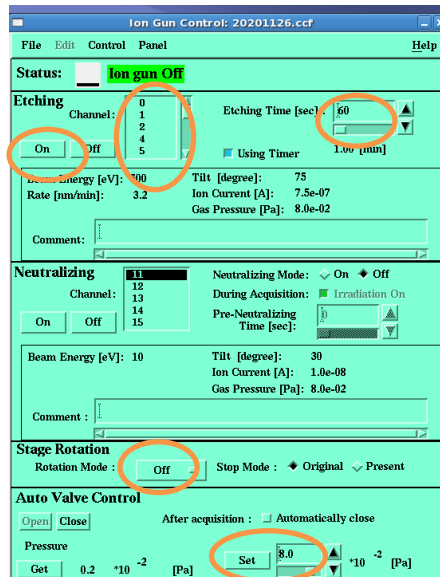 Ion Gun Control: 20201126.ccf
File Edit Control Panel Help
Status: Ion gun Off
Etching
Channel: 0 1 2 4 5
Etching Time [sec]: 60
On Off
Using Timer 1.00 [min]
Beam Energy [eV]: 500 Tilt [degree]: 75
Rate [nm/min]: 3.2 Ion Current [A]: 7.5e-07
Gas Pressure [Pa]: 8.0e-02
Comment:
Neutralizing
Channel: 11 12 13 14 15
Neutralizing Mode: On Off
During Acquisition: Irradiation On
On Off
Pre-Neutralizing Time [sec]: 0
Beam Energy [eV]: 10 Tilt [degree]: 30
Ion Current [A]: 1.0e-08
Gas Pressure [Pa]: 8.0e-02
Comment :
Stage Rotation
Rotation Mode : Off Stop Mode : Original Present
Auto Valve Control
Open Close After acquisition : Automatically close
Pressure
Get 0.2 *10 -2 [Pa] Set 8.0 *10 -2 [Pa]